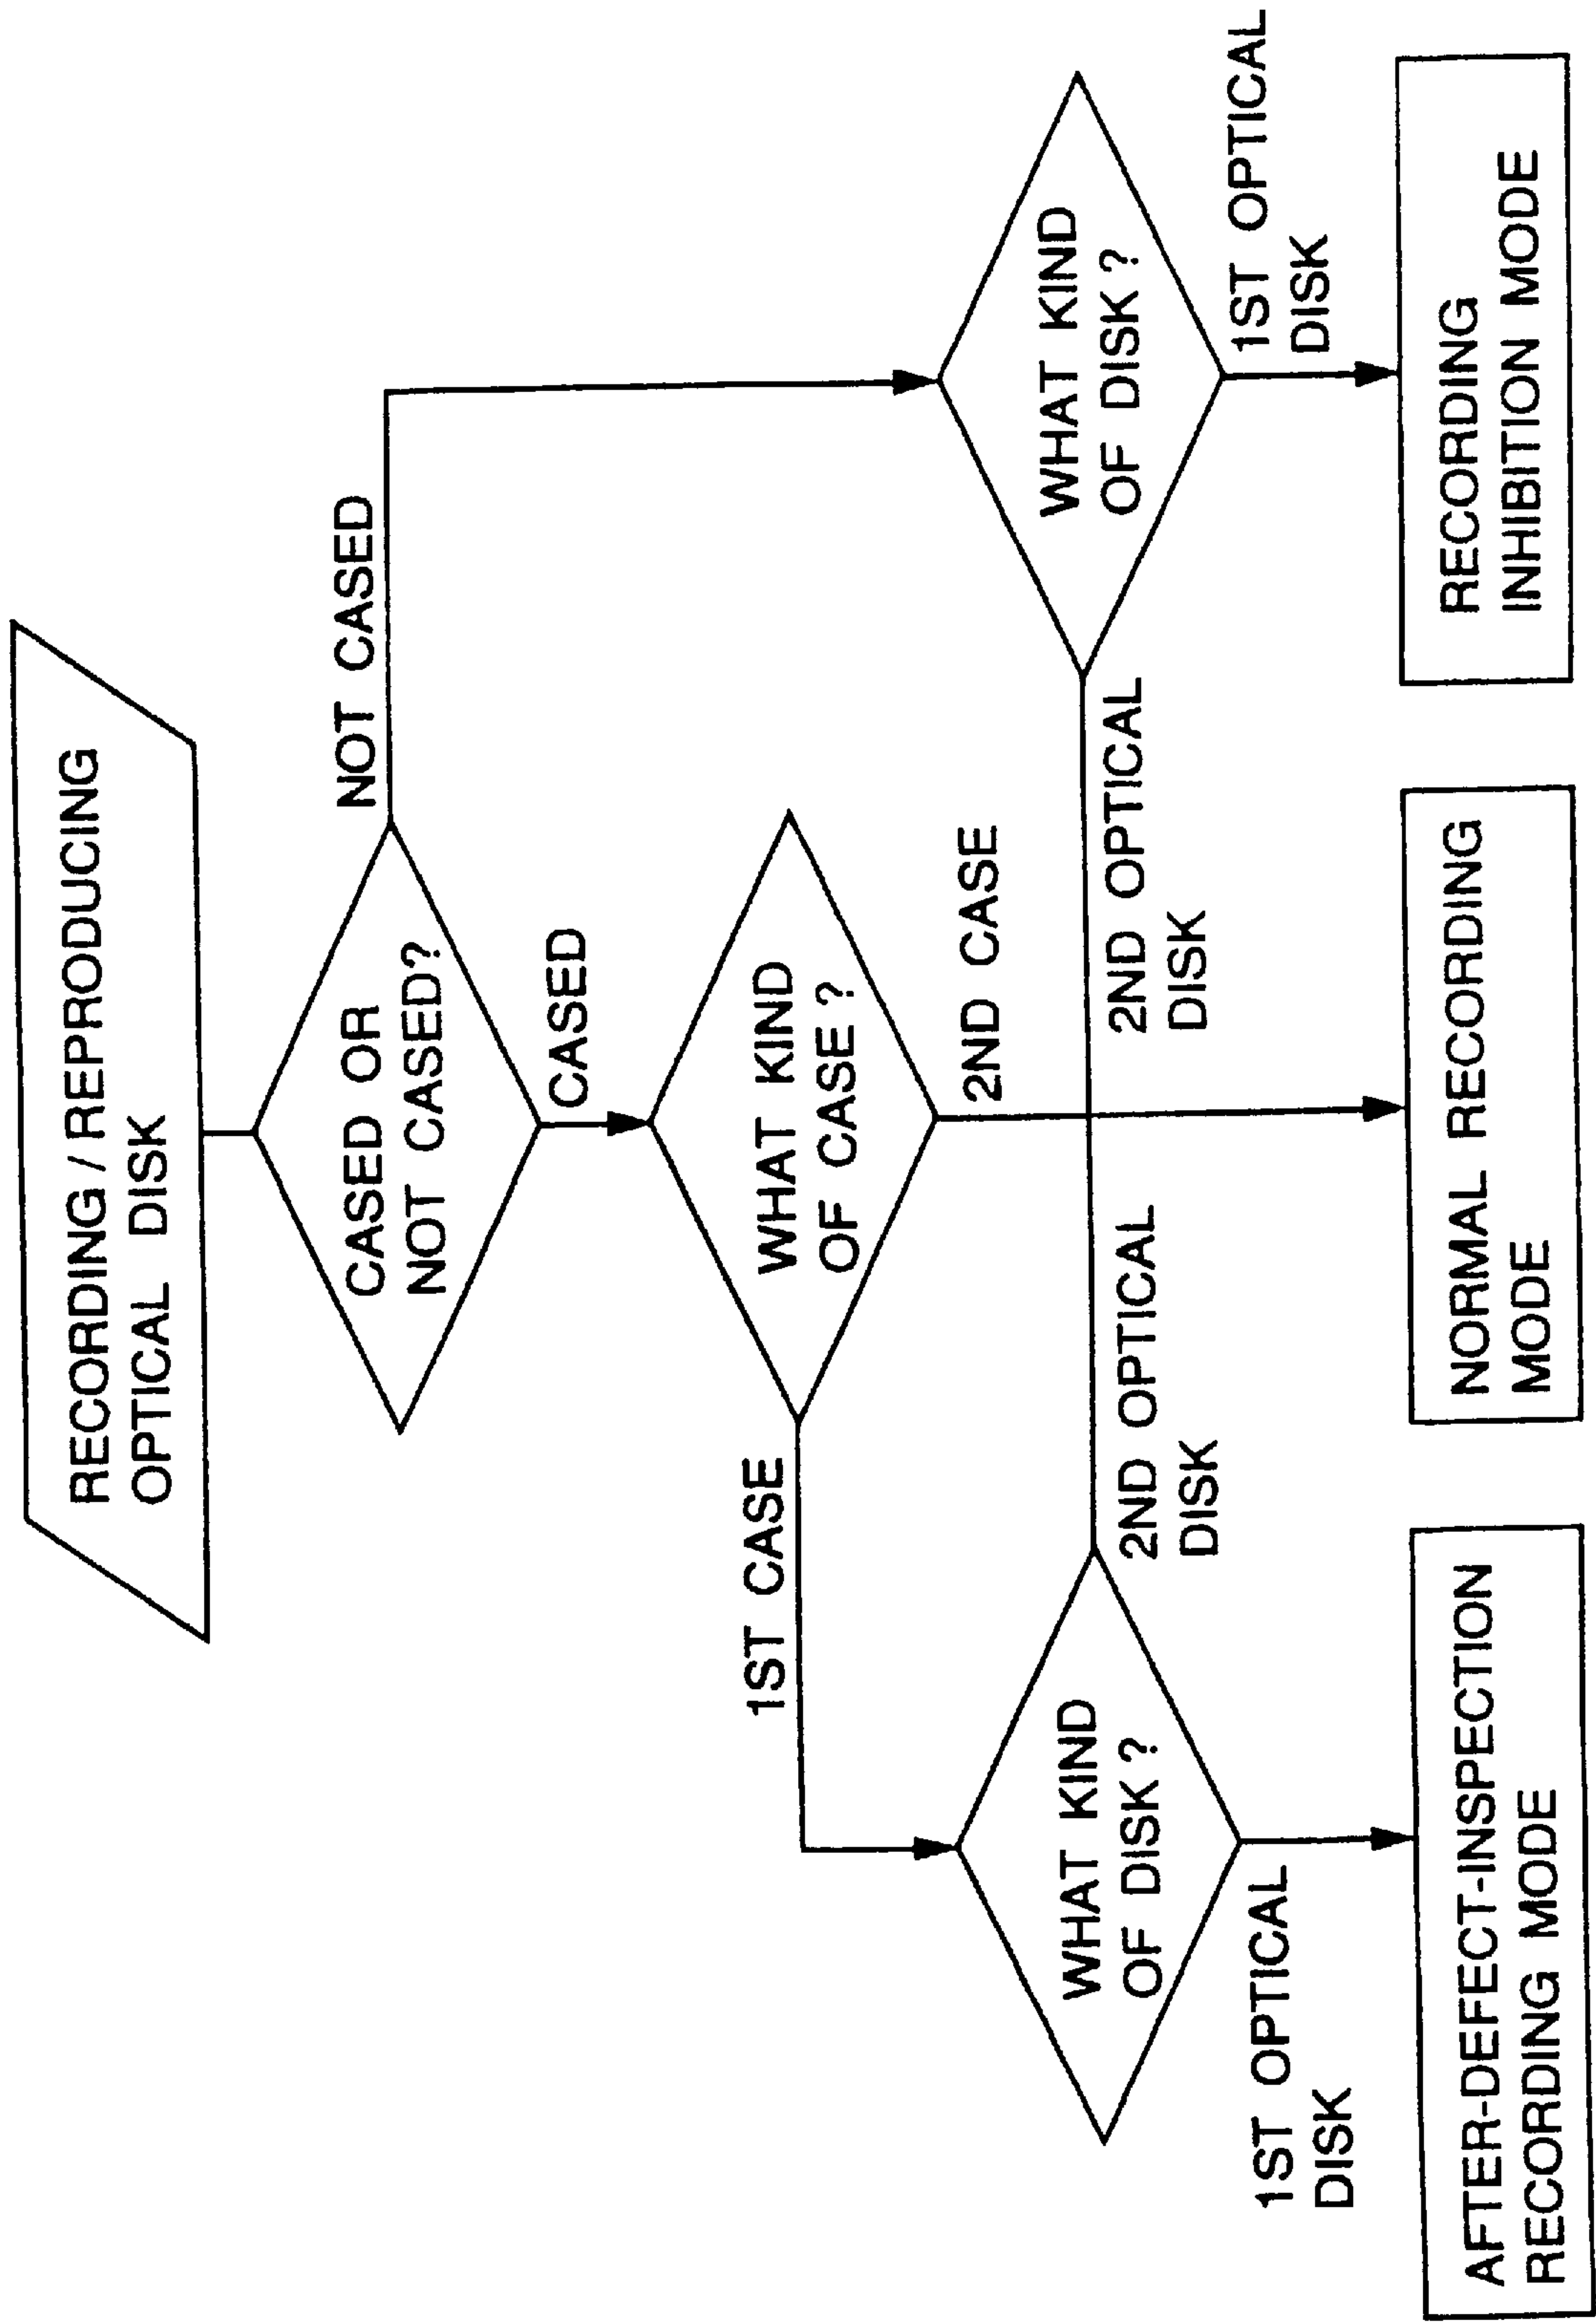 RECORDING / REPRODUCING
OPTICAL DISK
CASED OR
NOT CASED?
NOT CASED
CASED
WHAT KIND
OF CASE ?
1ST CASE
2ND CASE
WHAT KIND
OF DISK ?
2ND OPTICAL
DISK
2ND OPTICAL
DISK
WHAT KIND
OF DISK ?
1ST OPTICAL
DISK
1ST OPTICAL
DISK
AFTER-DEFECT-INSPECTION
RECORDING MODE
NORMAL RECORDING
MODE
RECORDING
INHIBITION MODE